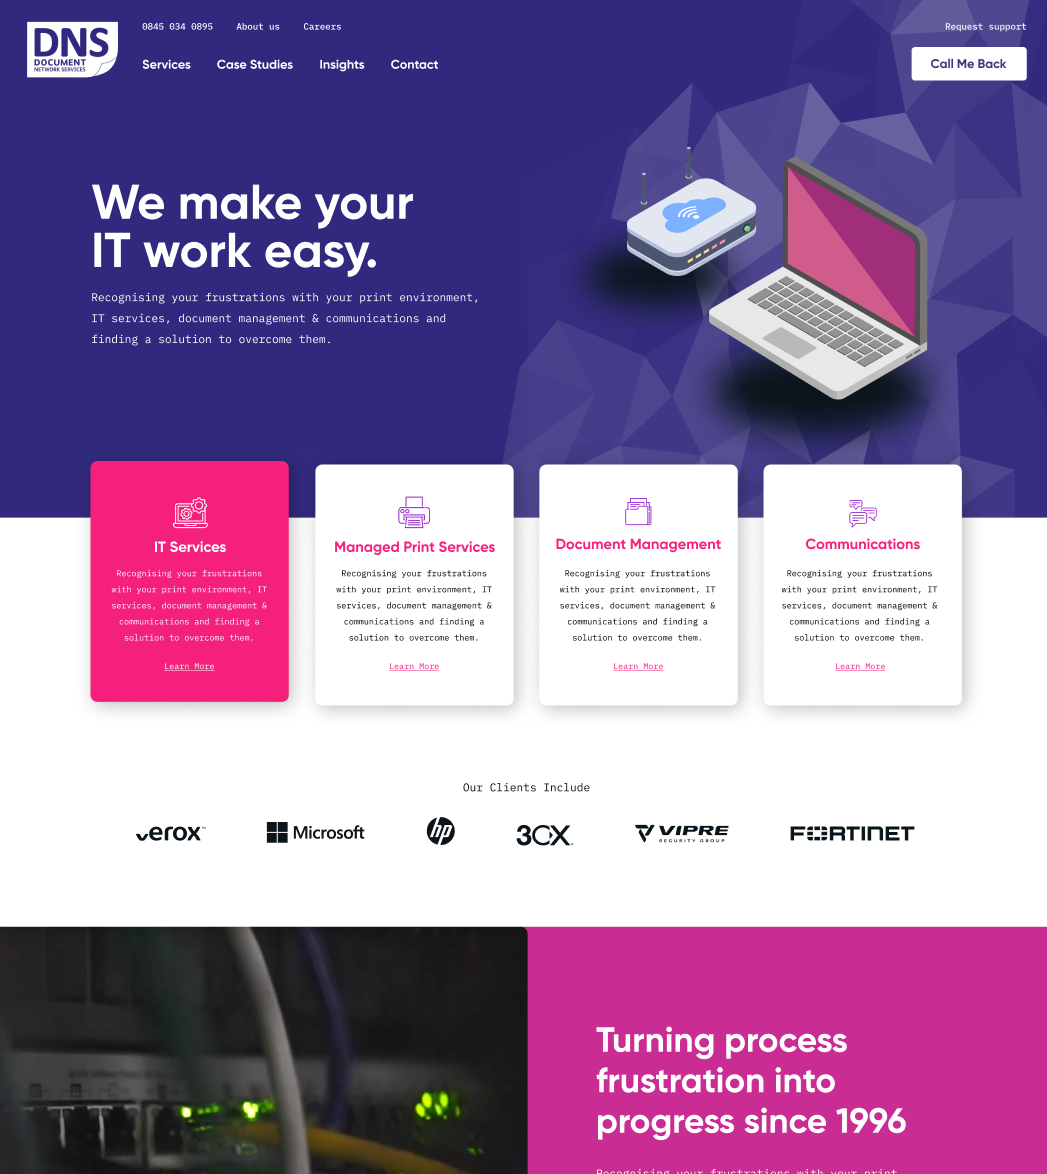 DNS
DOCUMENT
NETWORK SERVICES
0845 034 0895 About us Careers
Request support
Services Case Studies Insights Contact
Call Me Back
We make your
IT work easy.
Recognising your frustrations with your print environment,
IT services, document management & communications and
finding a solution to overcome them.
IT Services
Recognising your frustrations
with your print environment, IT
services, document management &
communications and finding a
solution to overcome them.
Learn More
Managed Print Services
Recognising your frustrations
with your print environment, IT
services, document management &
communications and finding a
solution to overcome them.
Learn More
Document Management
Recognising your frustrations
with your print environment, IT
services, document management &
communications and finding a
solution to overcome them.
Learn More
Communications
Recognising your frustrations
with your print environment, IT
services, document management &
communications and finding a
solution to overcome them.
Learn More
Our Clients Include
verox™
Microsoft
hp
3CX
VIPRE
SECURITY GROUP
FORTINET
Turning process
frustration into
progress since 1996
Recognising your frustrations with your print